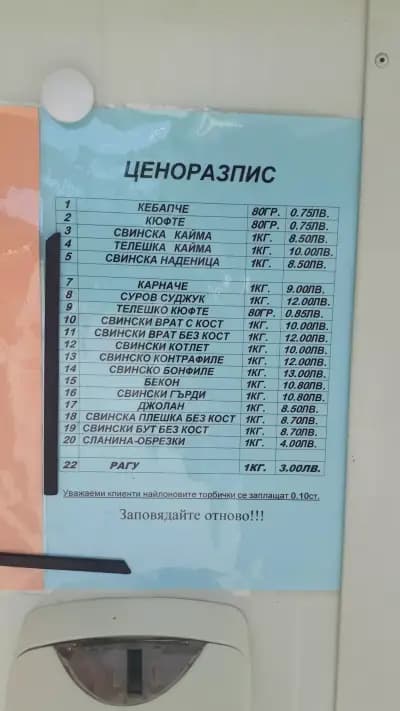 ЦЕНОРАЗПИС
1 КЕБАПЧЕ 80ГР. 0.75ЛВ.
2 КЮФТЕ 80ГР. 0.75ЛВ.
3 СВИНСКА КАЙМА 1КГ. 8.50ЛВ.
4 ТЕЛЕШКА КАЙМА 1КГ. 10.00ЛВ.
5 СВИНСКА НАДЕНИЦА 1КГ. 8.50ЛВ.
7 КАРНАЧЕ 1КГ. 9.00ЛВ.
8 СУРОВ СУДЖУК 1КГ. 12.00ЛВ.
9 ТЕЛЕШКО КЮФТЕ 80ГР. 0.85ЛВ.
10 СВИНСКИ ВРАТ С КОСТ 1КГ. 10.00ЛВ.
11 СВИНСКИ ВРАТ БЕЗ КОСТ 1КГ. 12.00ЛВ.
12 СВИНСКИ КОТЛЕТ 1КГ. 10.00ЛВ.
13 СВИНСКО КОНТРАФИЛЕ 1КГ. 12.00ЛВ.
14 СВИНСКО БОНФИЛЕ 1КГ. 13.00ЛВ.
15 БЕКОН 1КГ. 10.80ЛВ.
16 СВИНСКИ ГЪРДИ 1КГ. 10.80ЛВ.
17 ДЖОЛАН 1КГ. 8.50ЛВ.
18 СВИНСКА ПЛЕШКА БЕЗ КОСТ 1КГ. 8.70ЛВ.
19 СВИНСКИ БУТ БЕЗ КОСТ 1КГ. 8.70ЛВ.
20 СЛАНИНА-ОБРЕЗКИ 1КГ. 4.00ЛВ.
22 РАГУ 1КГ. 3.00ЛВ.
Уважаеми клиенти найлоновите торбички се заплащат 0.10ст.
Заповядайте отново!!!